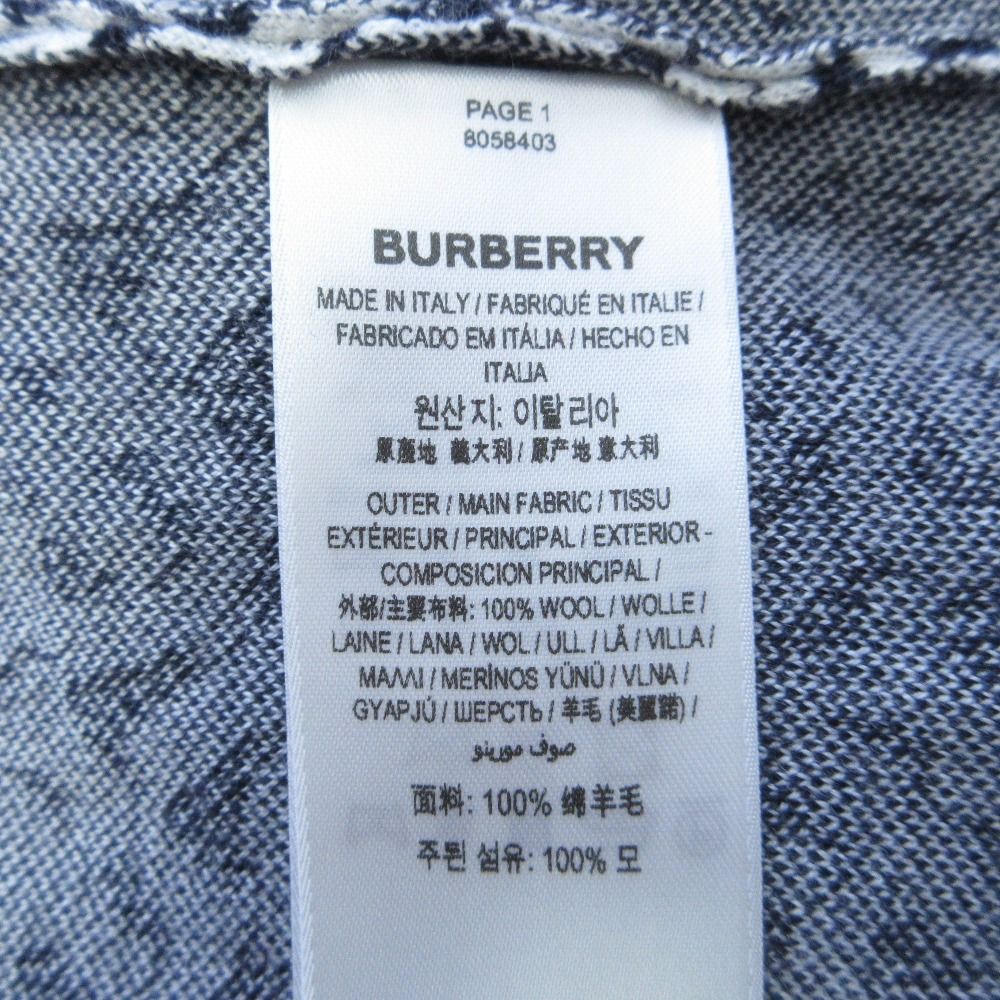 PAGE 1
8058403
BURBERRY
MADE IN ITALY / FABRIQUÉ EN ITALIE /
FABRICADO EM ITÁLIA / HECHO EN
ITALIA
원산지: 이탈리아
原產地 義大利 / 原产地 意大利
OUTER / MAIN FABRIC / TISSU
EXTÉRIEUR / PRINCIPAL / EXTERIOR -
COMPOSICION PRINCIPAL /
外部/主要布料: 100% WOOL / WOLLE /
LAINE / LANA / WOL / ULL / LÃ / VILLA /
ΜΑΛΛΙ / MERİNOS YÜNÜ / VLNA /
GYAPJÚ / ШЕРСТЬ / 羊毛 (美麗諾) /
صوف مورينو
面料: 100% 绵羊毛
주된 섬유: 100% 모